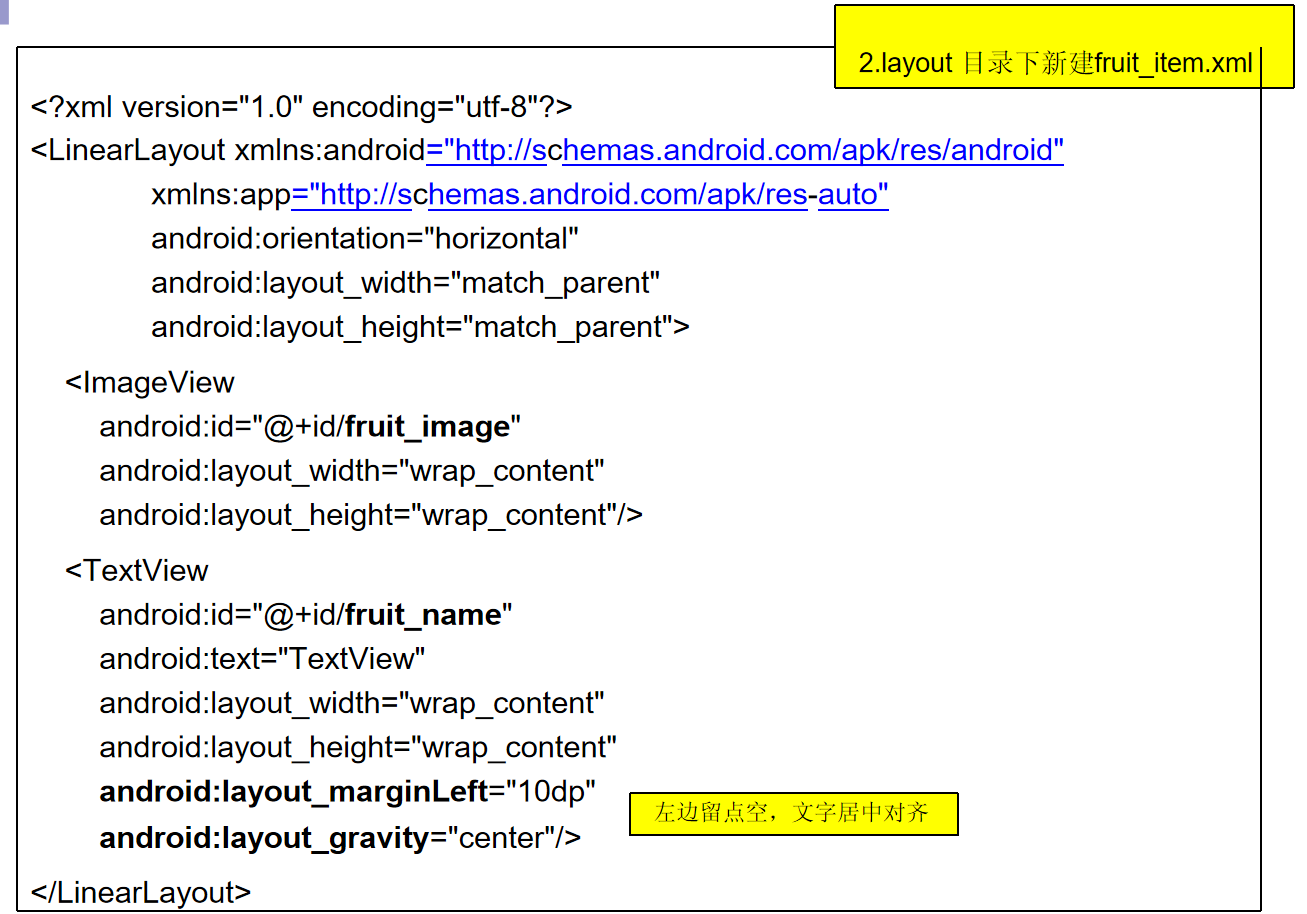 2.layout 目录下新建fruit_item.xml
<?xml version="1.0" encoding="utf-8"?>
<LinearLayout xmlns:android="http://schemas.android.com/apk/res/android"
xmlns:app="http://schemas.android.com/apk/res-auto"
android:orientation="horizontal"
android:layout_width="match_parent"
android:layout_height="match_parent">
<ImageView
android:id="@+id/fruit_image"
android:layout_width="wrap_content"
android:layout_height="wrap_content"/>
<TextView
android:id="@+id/fruit_name"
android:text="TextView"
android:layout_width="wrap_content"
android:layout_height="wrap_content"
android:layout_marginLeft="10dp"
左边留点空，文字居中对齐
android:layout_gravity="center"/>
</LinearLayout>